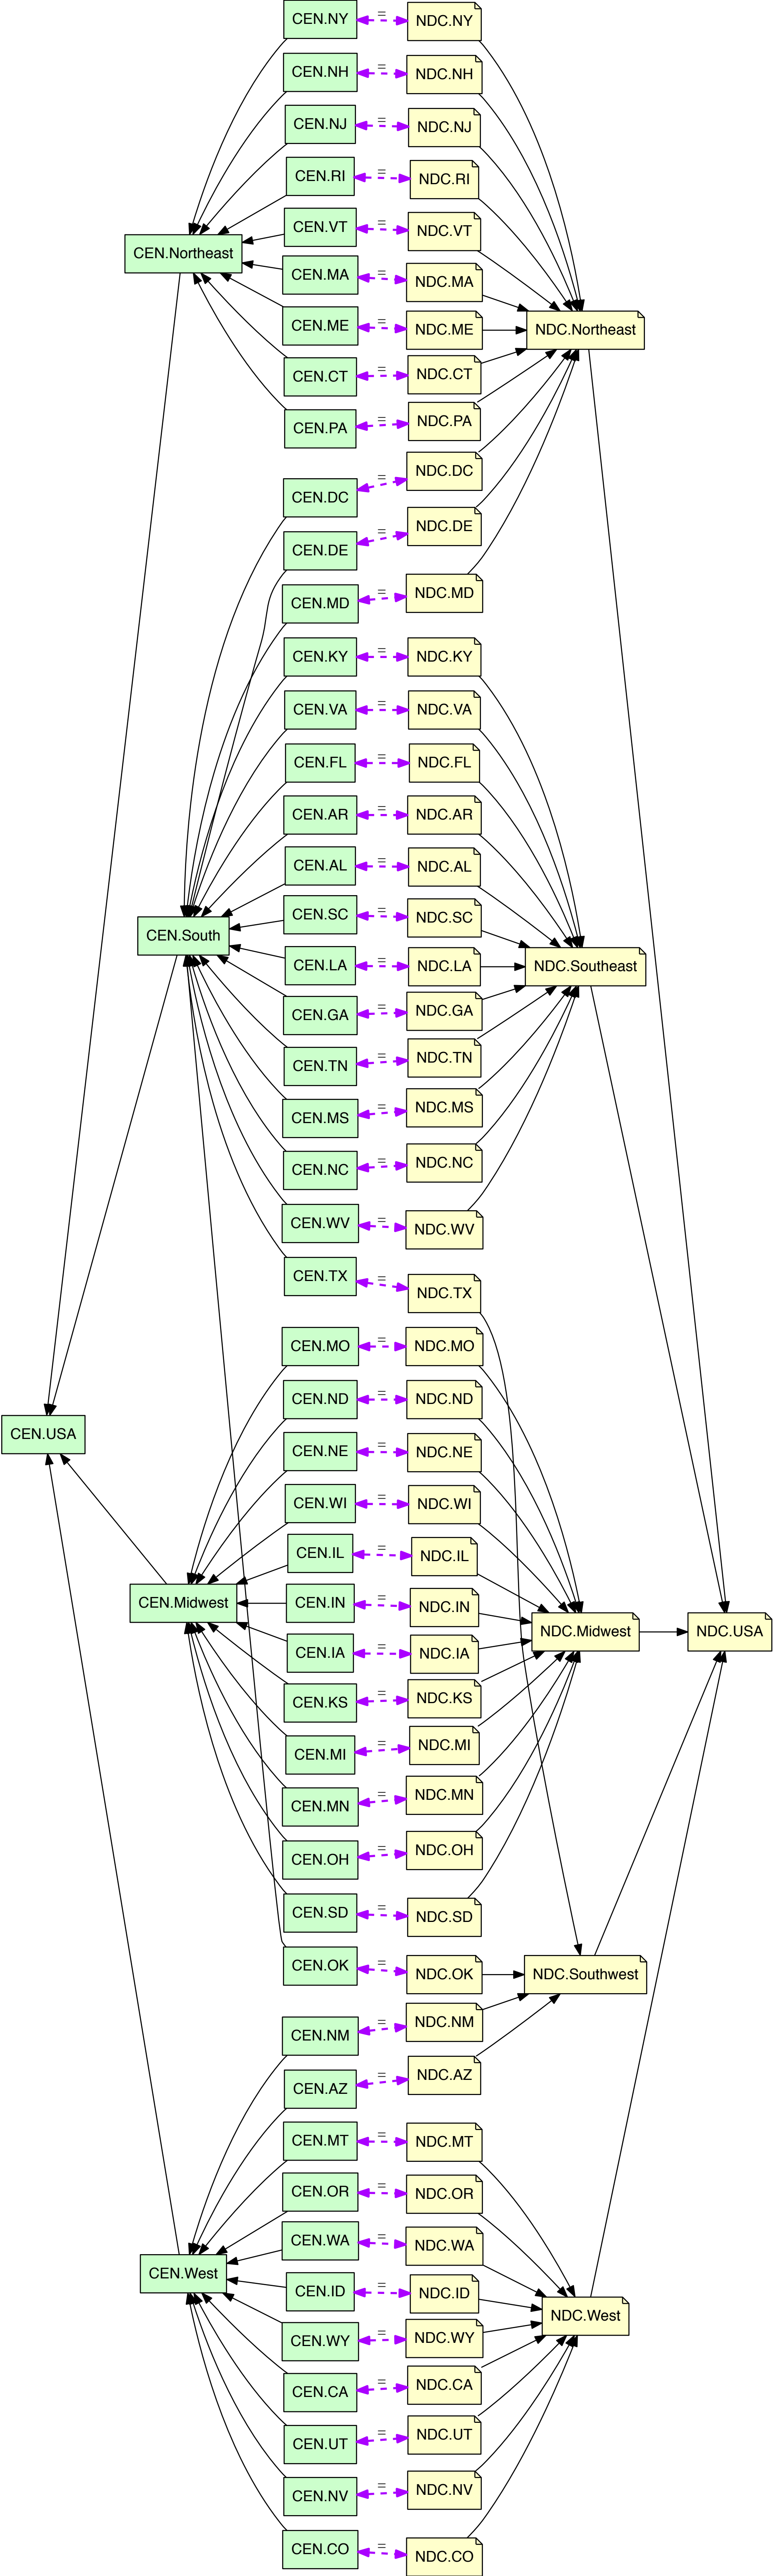 CEN.NY = NDC.NY
CEN.NH = NDC.NH
CEN.NJ = NDC.NJ
CEN.RI = NDC.RI
CEN.VT = NDC.VT
CEN.Northeast
CEN.MA = NDC.MA
CEN.ME = NDC.ME
NDC.Northeast
CEN.CT = NDC.CT
CEN.PA = NDC.PA
CEN.DC = NDC.DC
CEN.DE = NDC.DE
CEN.MD = NDC.MD
CEN.KY = NDC.KY
CEN.VA = NDC.VA
CEN.FL = NDC.FL
CEN.AR = NDC.AR
CEN.AL = NDC.AL
CEN.SC = NDC.SC
CEN.South
CEN.LA = NDC.LA
NDC.Southeast
CEN.GA = NDC.GA
CEN.TN = NDC.TN
CEN.MS = NDC.MS
CEN.NC = NDC.NC
CEN.WV = NDC.WV
CEN.TX = NDC.TX
CEN.MO = NDC.MO
CEN.ND = NDC.ND
CEN.USA
CEN.NE = NDC.NE
CEN.WI = NDC.WI
CEN.IL = NDC.IL
CEN.Midwest
CEN.IN = NDC.IN
NDC.Midwest
NDC.USA
CEN.IA = NDC.IA
CEN.KS = NDC.KS
CEN.MI = NDC.MI
CEN.MN = NDC.MN
CEN.OH = NDC.OH
CEN.SD = NDC.SD
CEN.OK = NDC.OK
NDC.Southwest
CEN.NM = NDC.NM
CEN.AZ = NDC.AZ
CEN.MT = NDC.MT
CEN.OR = NDC.OR
CEN.WA = NDC.WA
CEN.West
CEN.ID = NDC.ID
NDC.West
CEN.WY = NDC.WY
CEN.CA = NDC.CA
CEN.UT = NDC.UT
CEN.NV = NDC.NV
CEN.CO = NDC.CO